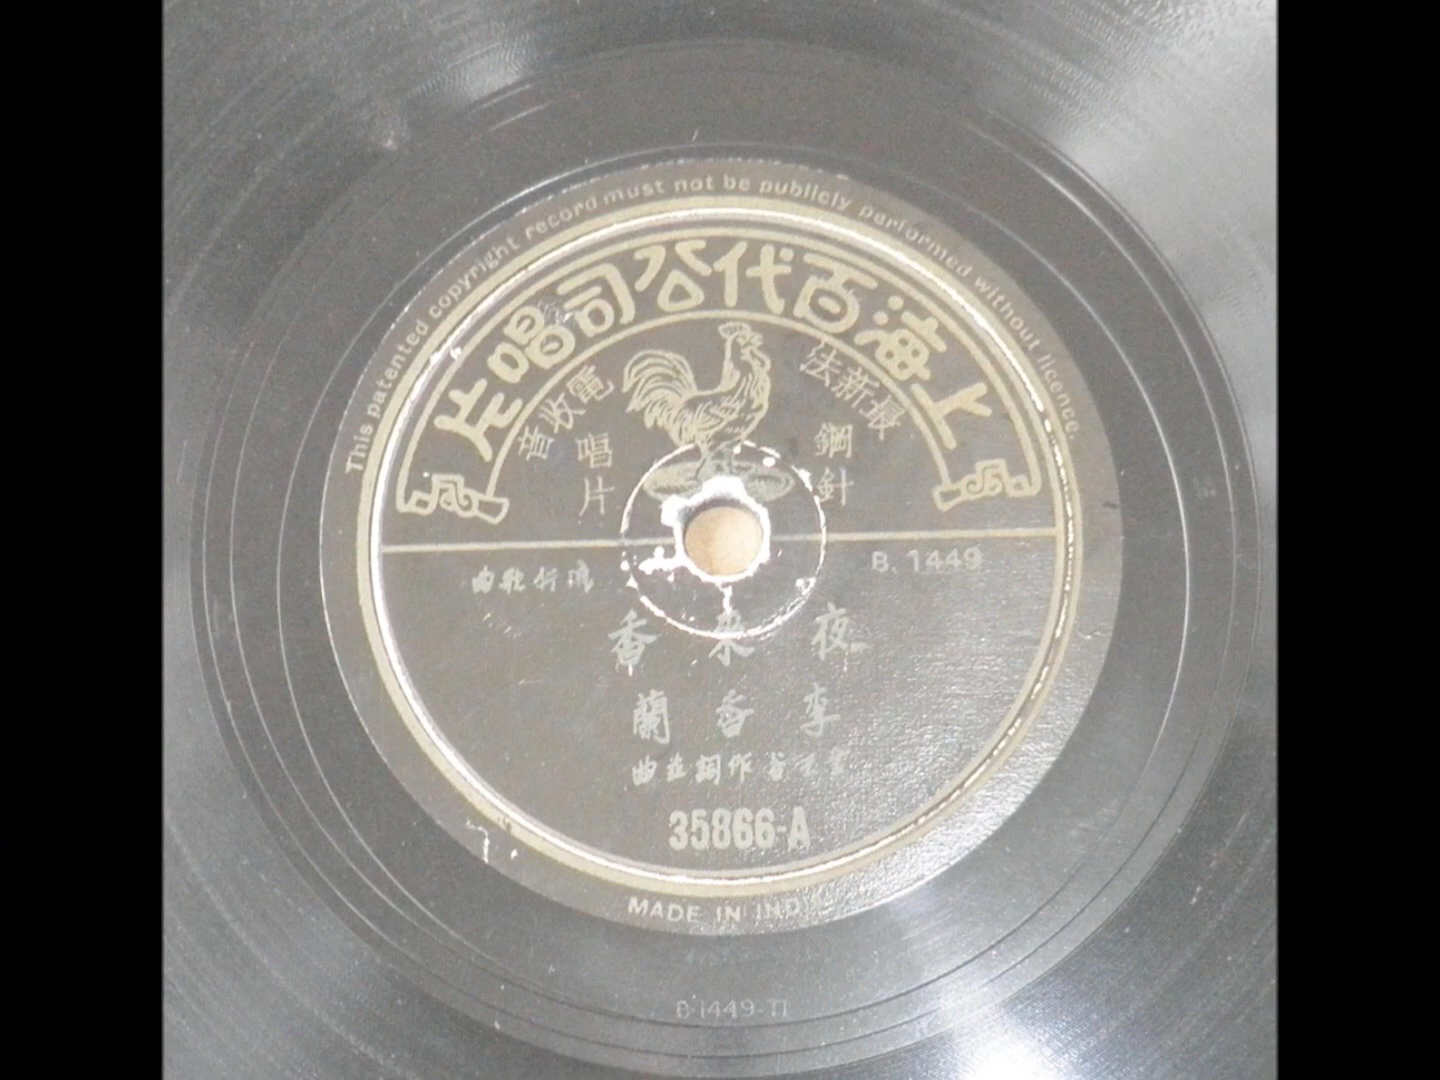 This patented copyright record must not be publicly performed without licence.
上海百代公司唱片
最新法
鋼針
電收音
唱片
B. 1449
流行歌曲
夜來香
李香蘭
作詞並曲
35866-A
MADE IN IND
B·1449-TI